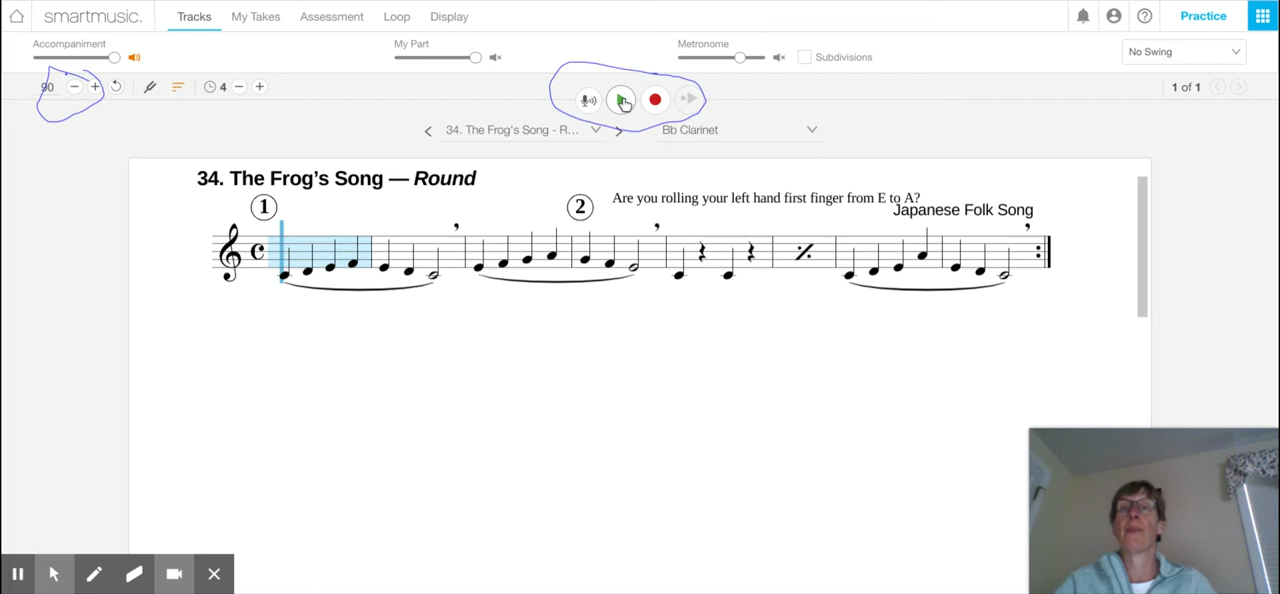 smartmusic.
Tracks My Takes Assessment Loop Display
Practice
Accompaniment My Part Metronome
Subdivisions
No Swing
90 4
1 of 1
34. The Frog's Song - R... Bb Clarinet
34. The Frog's Song — Round
1 2 Are you rolling your left hand first finger from E to A?
Japanese Folk Song